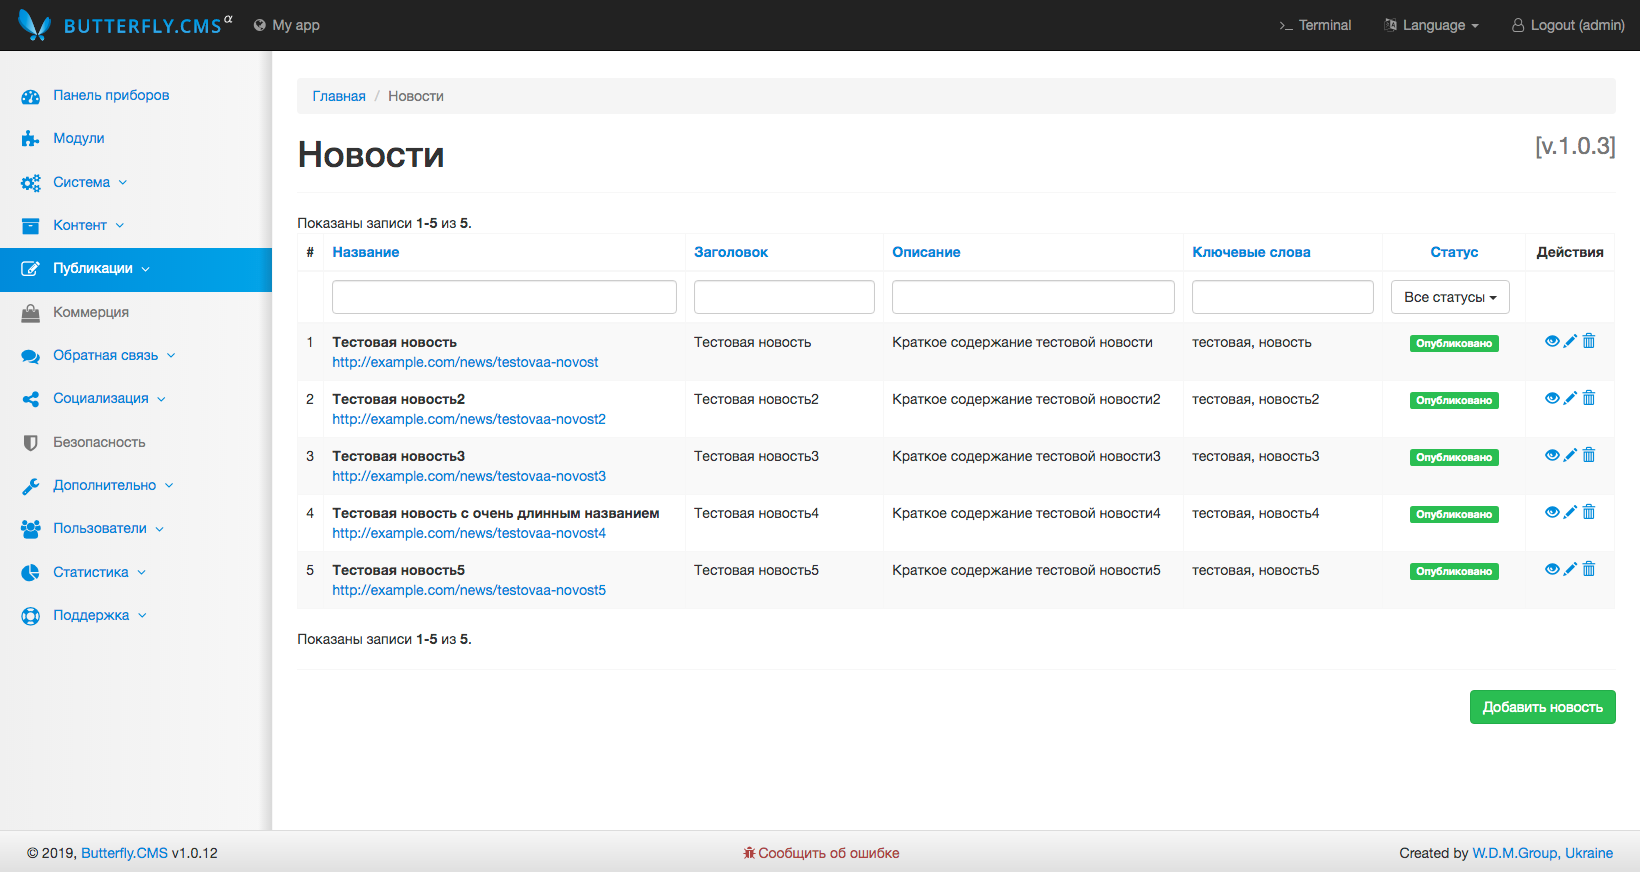 BUTTERFLY.CMS α My app >_ Terminal Language Logout (admin)
Панель приборов
Модули
Система
Контент
Публикации
Коммерция
Обратная связь
Социализация
Безопасность
Дополнительно
Пользователи
Статистика
Поддержка
Главная / Новости
Новости [v.1.0.3]
Показаны записи 1-5 из 5.
# Название Заголовок Описание Ключевые слова Статус Действия
Все статусы
1 Тестовая новость Тестовая новость Краткое содержание тестовой новости тестовая, новость Опубликовано
http://example.com/news/testovaa-novost
2 Тестовая новость2 Тестовая новость2 Краткое содержание тестовой новости2 тестовая, новость2 Опубликовано
http://example.com/news/testovaa-novost2
3 Тестовая новость3 Тестовая новость3 Краткое содержание тестовой новости3 тестовая, новость3 Опубликовано
http://example.com/news/testovaa-novost3
4 Тестовая новость с очень длинным названием Тестовая новость4 Краткое содержание тестовой новости4 тестовая, новость4 Опубликовано
http://example.com/news/testovaa-novost4
5 Тестовая новость5 Тестовая новость5 Краткое содержание тестовой новости5 тестовая, новость5 Опубликовано
http://example.com/news/testovaa-novost5
Показаны записи 1-5 из 5.
Добавить новость
© 2019, Butterfly.CMS v1.0.12 Сообщить об ошибке Created by W.D.M.Group, Ukraine